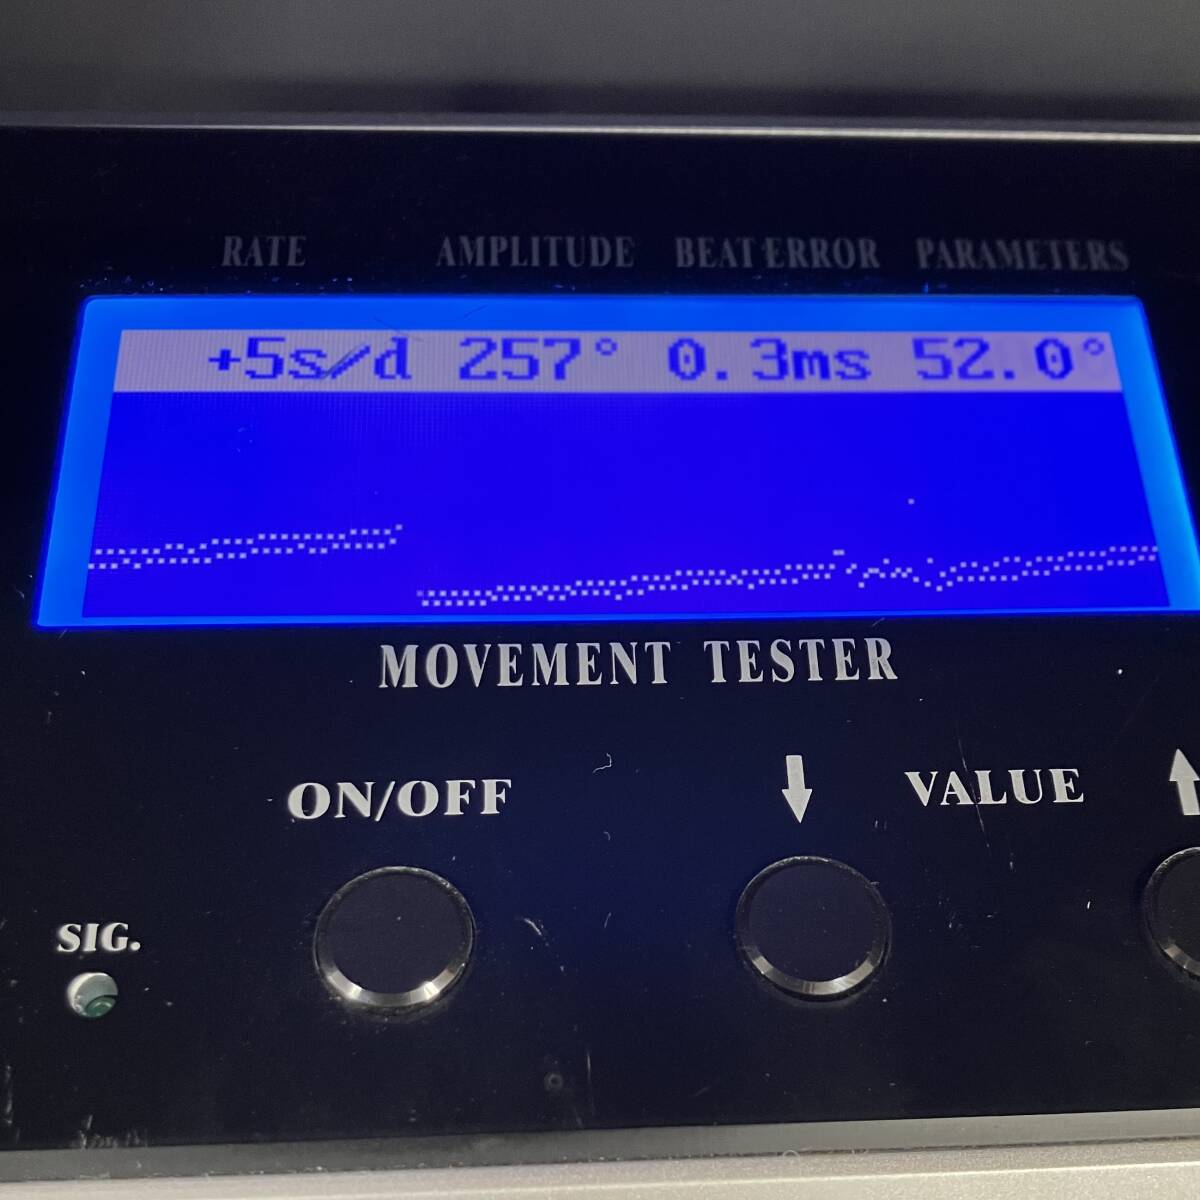 RATE AMPLITUDE BEAT ERROR PARAMETERS
+5s/d 257° 0.3ms 52.0°
MOVEMENT TESTER
ON/OFF ↓ VALUE ↑
SIG.